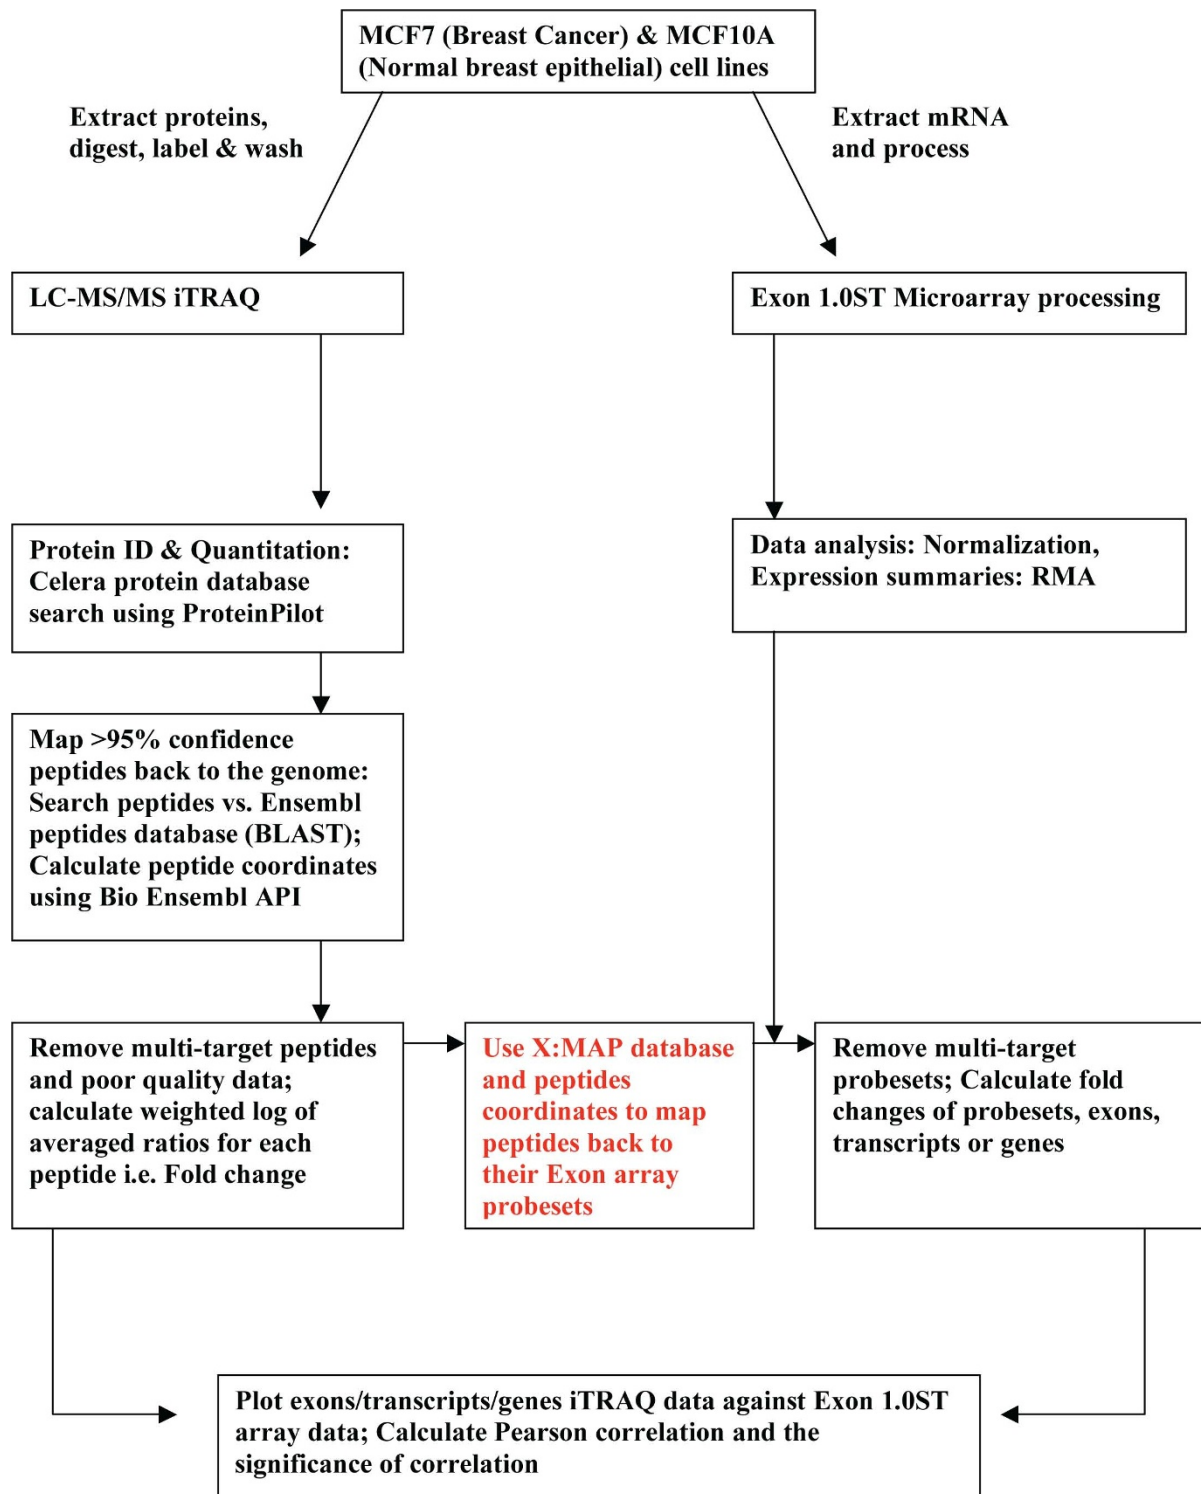 MCF7 (Breast Cancer) & MCF10A
(Normal breast epithelial) cell lines
Extract proteins,
digest, label & wash
Extract mRNA
and process
LC-MS/MS iTRAQ
Exon 1.0ST Microarray processing
Protein ID & Quantitation:
Celera protein database
search using ProteinPilot
Data analysis: Normalization,
Expression summaries: RMA
Map >95% confidence
peptides back to the genome:
Search peptides vs. Ensembl
peptides database (BLAST);
Calculate peptide coordinates
using Bio Ensembl API
Remove multi-target peptides
and poor quality data;
calculate weighted log of
averaged ratios for each
peptide i.e. Fold change
Use X:MAP database
and peptides
coordinates to map
peptides back to
their Exon array
probesets
Remove multi-target
probesets; Calculate fold
changes of probesets, exons,
transcripts or genes
Plot exons/transcripts/genes iTRAQ data against Exon 1.0ST
array data; Calculate Pearson correlation and the
significance of correlation